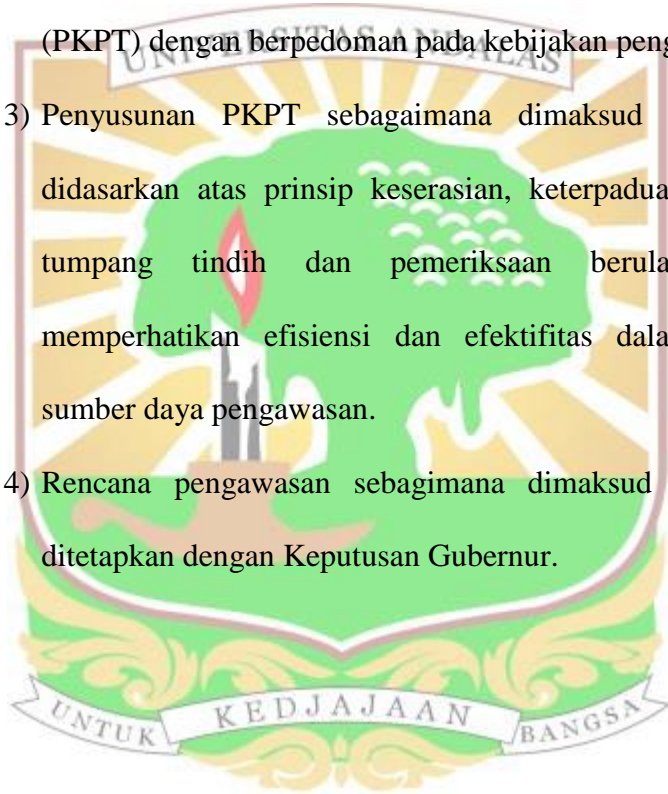 (PKPT) dengan berpedoman pada kebijakan peng
UNIVERSITAS ANDALAS
3) Penyusunan PKPT sebagaimana dimaksud
didasarkan atas prinsip keserasian, keterpadua
tumpang tindih dan pemeriksaan berula
memperhatikan efisiensi dan efektifitas dala
sumber daya pengawasan.
4) Rencana pengawasan sebagimana dimaksud
ditetapkan dengan Keputusan Gubernur.
UNTUK KEDJAJAAN BANGSA